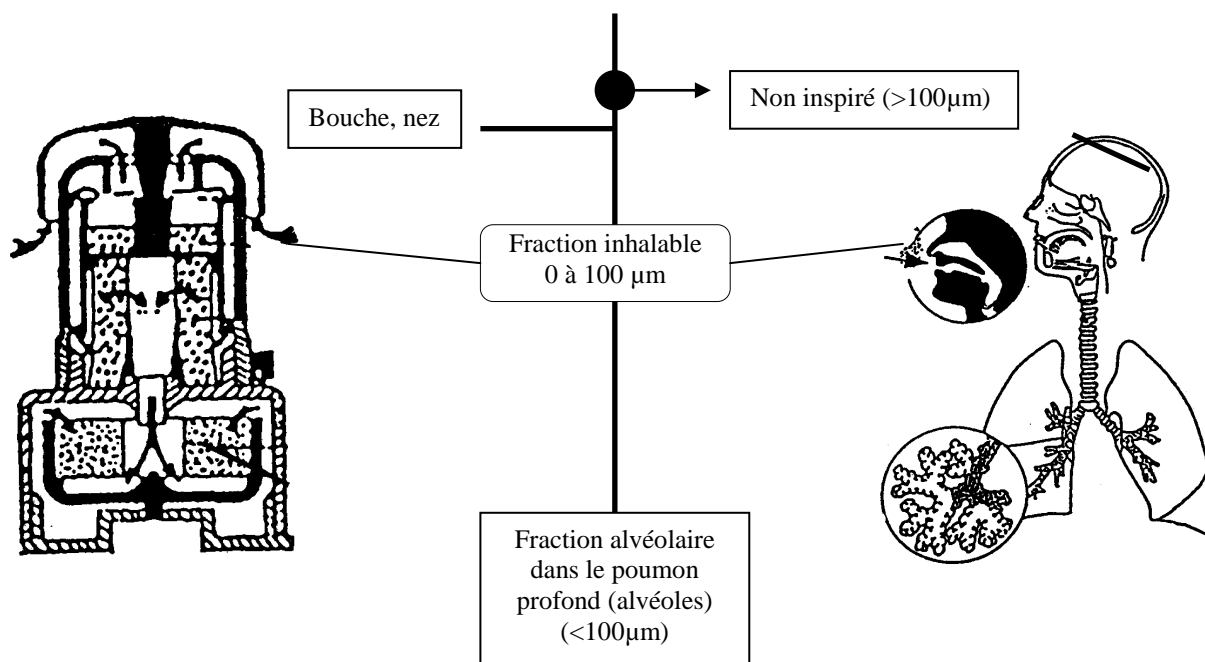 Non inspiré (>100µm)
Bouche, nez
Fraction inhalable
0 à 100 µm
Fraction alvéolaire
dans le poumon
profond (alvéoles)
(<100µm)